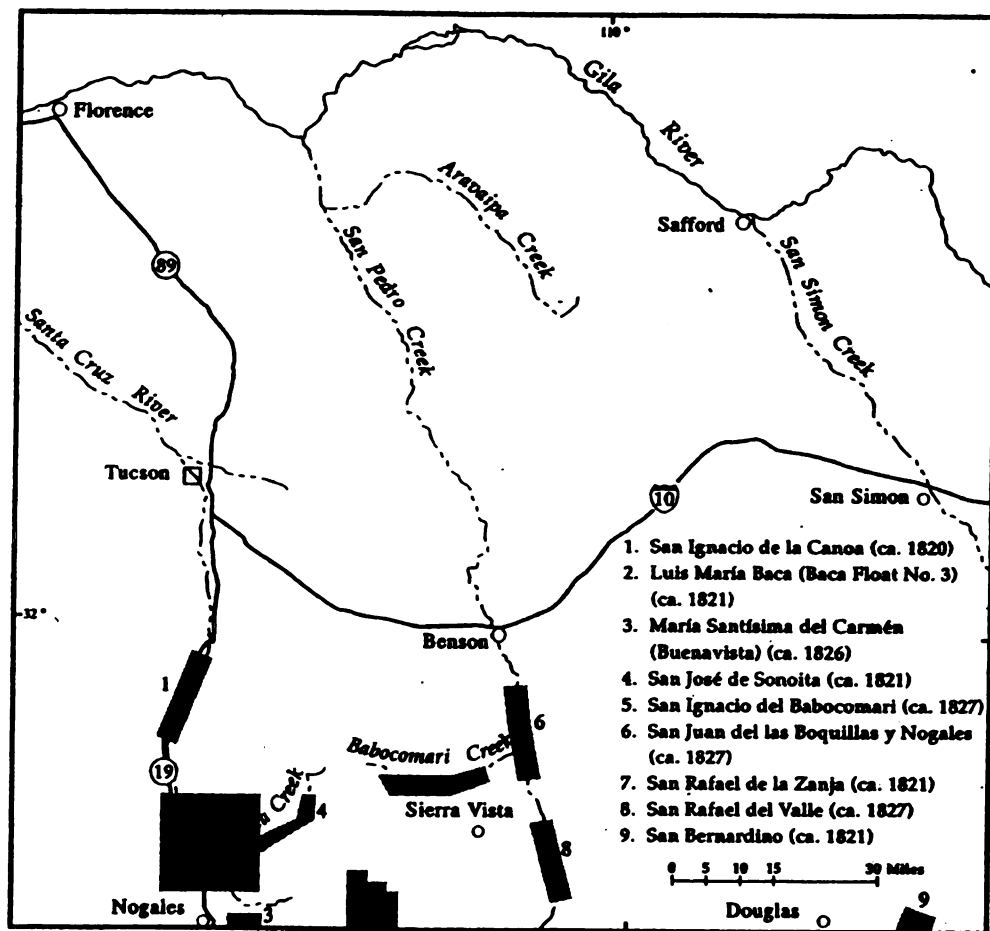 110°
Gila
River
Florence
Aravaipa
Creek
Safford
San Pedro
Creek
San Simon Creek
89
Santa Cruz River
Tucson
10
San Simon
32°
Benson
1. San Ignacio de la Canoa (ca. 1820)
2. Luis María Baca (Baca Float No. 3)
(ca. 1821)
3. María Santísima del Carmén
(Buenavista) (ca. 1826)
4. San José de Sonoita (ca. 1821)
5. San Ignacio del Babocomari (ca. 1827)
6. San Juan del las Boquillas y Nogales
(ca. 1827)
7. San Rafael de la Zanja (ca. 1821)
8. San Rafael del Valle (ca. 1827)
9. San Bernardino (ca. 1821)
1
6
Babocomari Creek
19
Creek
4
Sierra Vista
8
0 5 10 15 30 Miles
Nogales
3
Douglas
9